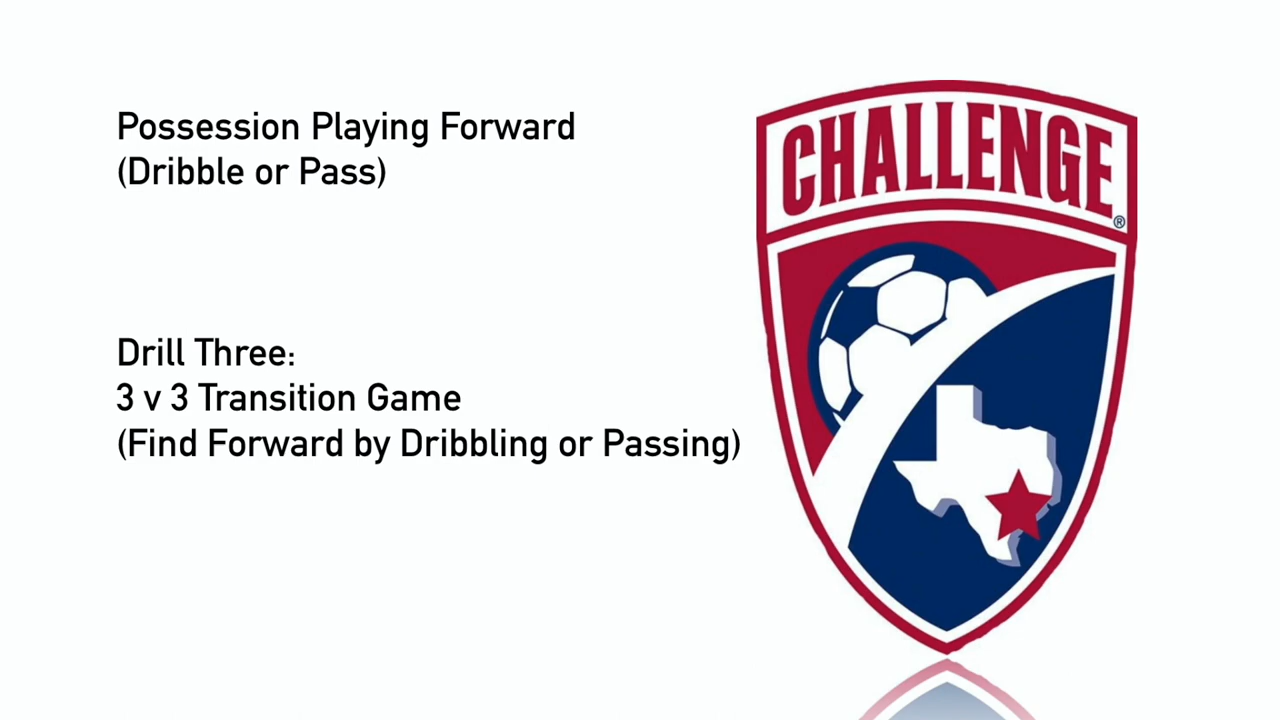 Possession Playing Forward
(Dribble or Pass)
Drill Three:
3 v 3 Transition Game
(Find Forward by Dribbling or Passing)
CHALLENGE
®